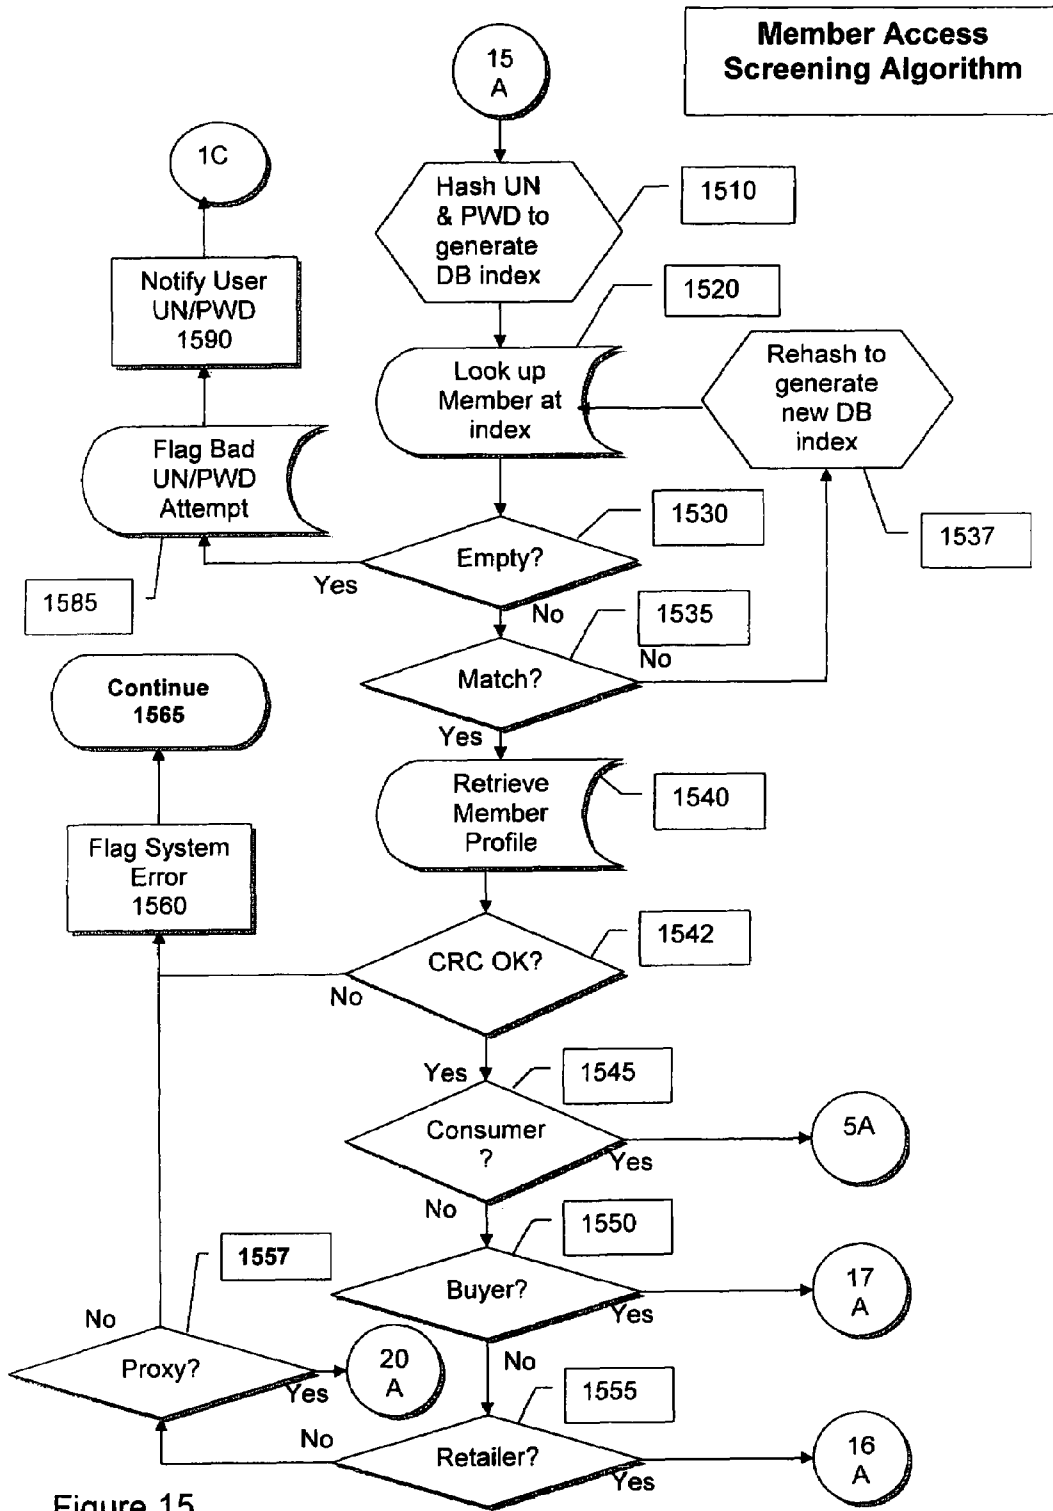 Member Access
Screening Algorithm
15
A
1C
Hash UN
& PWD to
generate
DB index
1510
Notify User
UN/PWD
1590
1520
Look up
Member at
index
Rehash to
generate
new DB
index
Flag Bad
UN/PWD
Attempt
1530
1537
Empty?
Yes
No
1585
1535
Match?
No
Yes
Continue
1565
Retrieve
Member
Profile
1540
Flag System
Error
1560
1542
CRC OK?
No
Yes
1545
Consumer
?
Yes
5A
No
1550
Buyer?
Yes
17
A
1557
No
Proxy?
Yes
20
A
No
1555
No
Retailer?
Yes
16
A
Figure 15